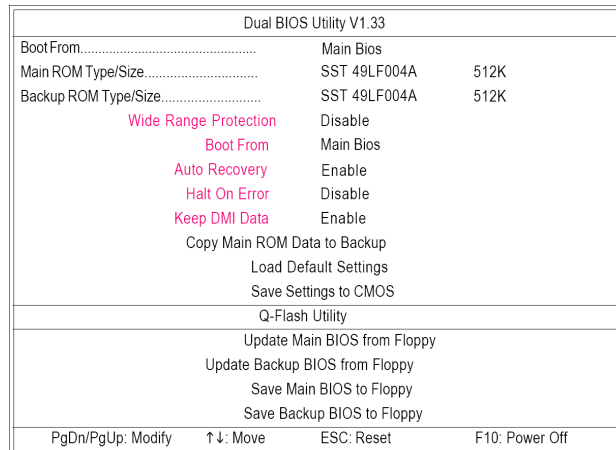 Dual BIOS Utility V1.33
Boot From................................................. Main Bios
Main ROM Type/Size............................... SST 49LF004A 512K
Backup ROM Type/Size........................... SST 49LF004A 512K
Wide Range Protection Disable
Boot From Main Bios
Auto Recovery Enable
Halt On Error Disable
Keep DMI Data Enable
Copy Main ROM Data to Backup
Load Default Settings
Save Settings to CMOS
Q-Flash Utility
Update Main BIOS from Floppy
Update Backup BIOS from Floppy
Save Main BIOS to Floppy
Save Backup BIOS to Floppy
PgDn/PgUp: Modify ↑↓: Move ESC: Reset F10: Power Off